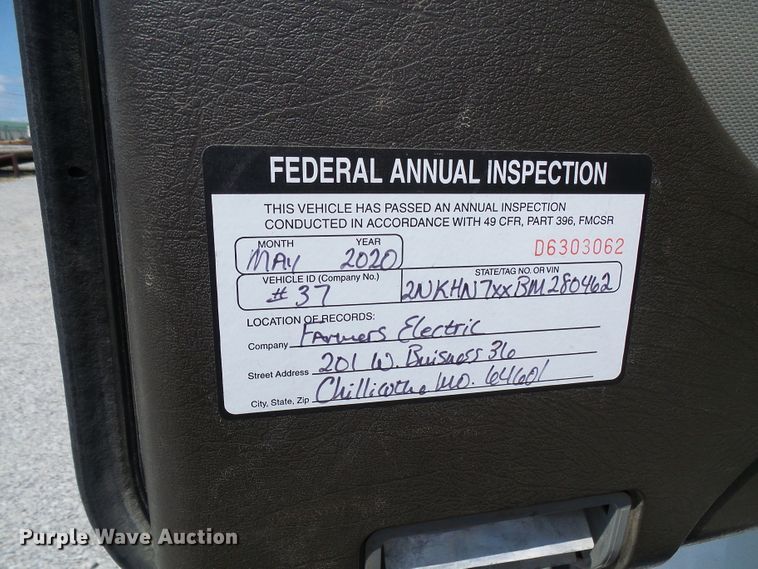 FEDERAL ANNUAL INSPECTION
THIS VEHICLE HAS PASSED AN ANNUAL INSPECTION
CONDUCTED IN ACCORDANCE WITH 49 CFR, PART 396, FMCSR
MONTH YEAR
MAY 2020
D6303062
VEHICLE ID (Company No.)
# 37
STATE/TAG NO. OR VIN
2NKHN7xxBM280462
LOCATION OF RECORDS:
Company Farmers Electric
Street Address 201 W. Buisness 36
City, State, Zip Chillicothe MO. 64601
Purple Wave Auction